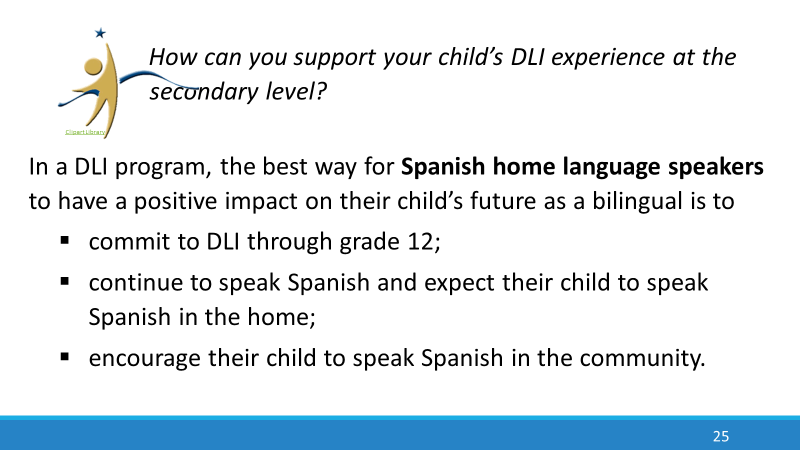 How can you support your child's DLI experience at the
secondary level?
Clipart Library
In a DLI program, the best way for Spanish home language speakers
to have a positive impact on their child's future as a bilingual is to
▪ commit to DLI through grade 12;
▪ continue to speak Spanish and expect their child to speak
Spanish in the home;
▪ encourage their child to speak Spanish in the community.
25